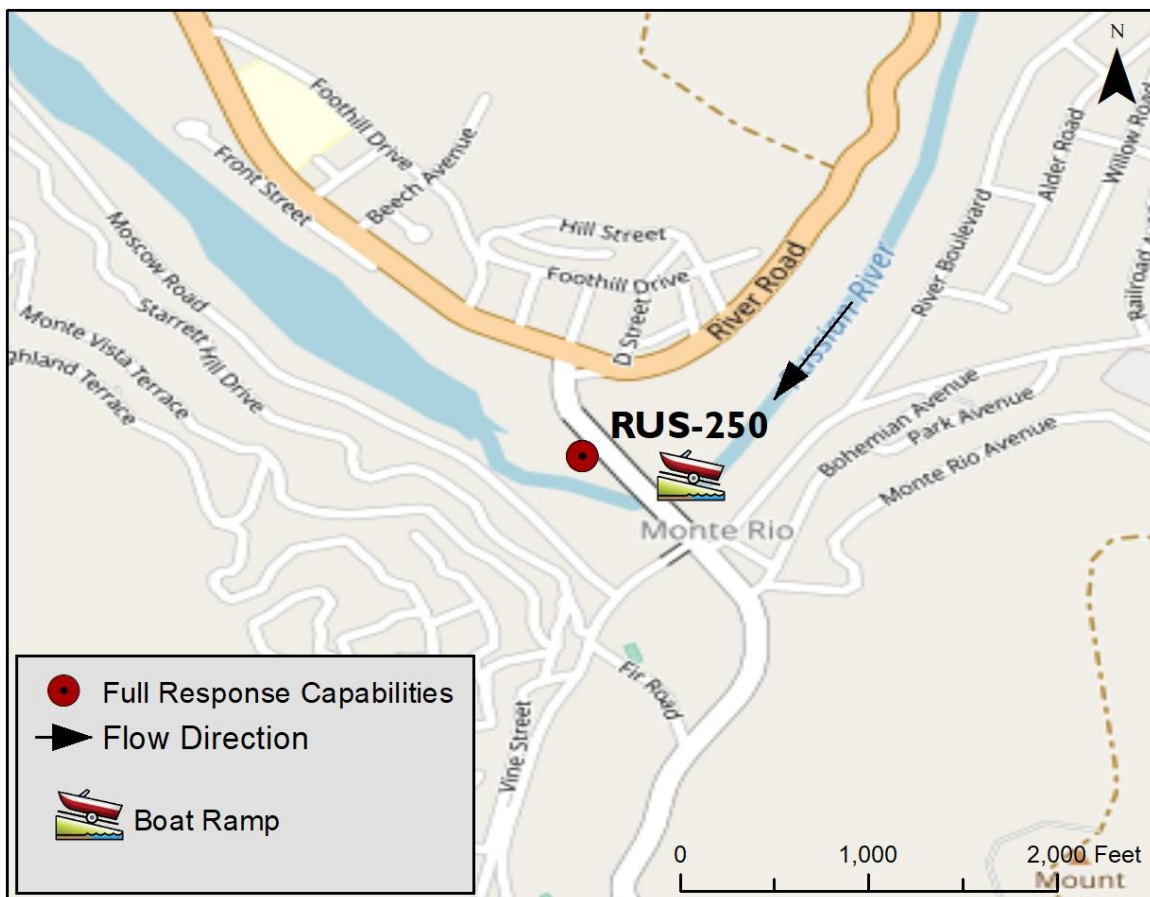 N
Foothill Drive
Front Street
Beech Avenue
Hill Street
Foothill Drive
D Street
River Road
Russian River
River Boulevard
Alder Road
Willow Road
Railroad
Moscow Road
Starrett Hill Drive
Monte Vista Terrace
ghland Terrace
RUS-250
Bohemian Avenue
Park Avenue
Monte Rio Avenue
Monte Rio
Fir Road
Vine Street
Full Response Capabilities
Flow Direction
Boat Ramp
0 1,000 2,000 Feet
Mount